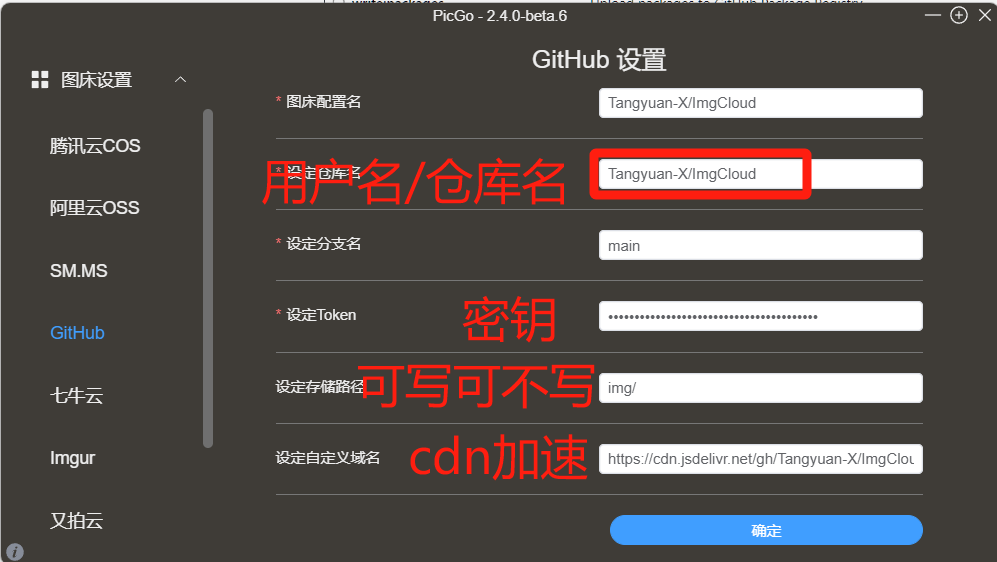 PicGo - 2.4.0-beta.6
GitHub 设置
图床设置
腾讯云COS
阿里云OSS
SM.MS
GitHub
七牛云
Imgur
又拍云
* 图床配置名
Tangyuan-X/ImgCloud
* 设定仓库名
用户名/仓库名
Tangyuan-X/ImgCloud
* 设定分支名
main
* 设定Token
密钥
••••••••••••••••••••••••••••••••••••••••
设定存储路径
可写可不写
img/
设定自定义域名
cdn加速
https://cdn.jsdelivr.net/gh/Tangyuan-X/ImgClou
确定